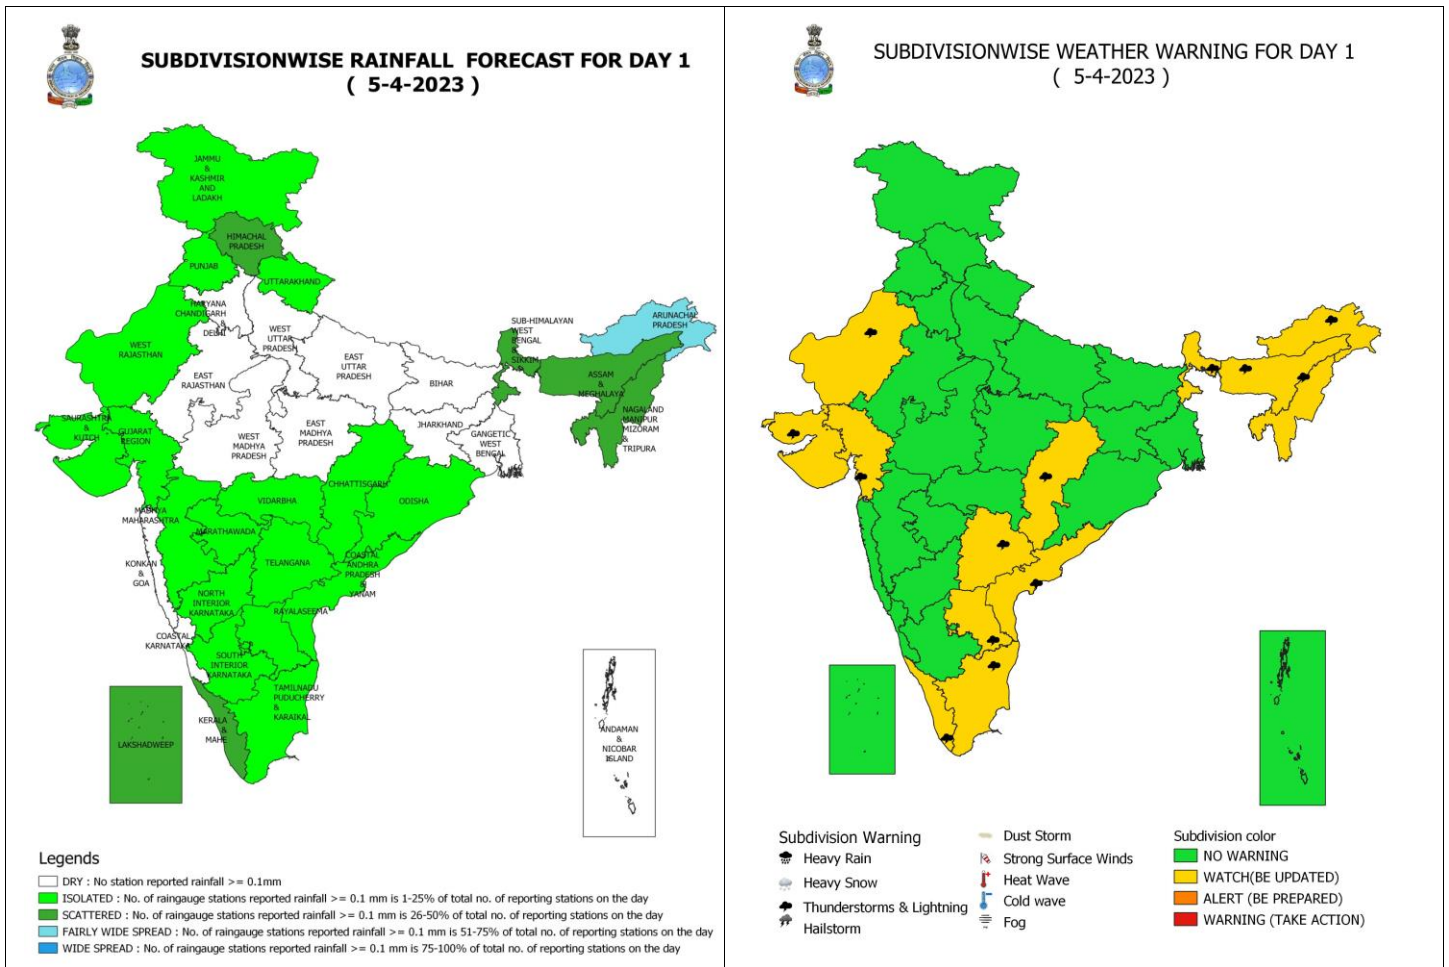 SUBDIVISIONWISE RAINFALL FORECAST FOR DAY 1
( 5-4-2023 )
JAMMU
&
KASHMIR
AND
LADAKH
HIMACHAL
PRADESH
PUNJAB
UTTARAKHAND
HARYANA
CHANDIGARH
&
DELHI
WEST
RAJASTHAN
WEST
UTTAR
PRADESH
EAST
UTTAR
PRADESH
EAST
RAJASTHAN
BIHAR
SUB-HIMALAYAN
WEST
BENGAL
&
SIKKIM
ARUNACHAL
PRADESH
ASSAM
&
MEGHALAYA
NAGALAND
MANIPUR
MIZORAM
&
TRIPURA
SAURASHTRA
&
KUTCH
GUJARAT
REGION
WEST
MADHYA
PRADESH
EAST
MADHYA
PRADESH
JHARKHAND
GANGETIC
WEST
BENGAL
CHHATTISGARH
ODISHA
VIDARBHA
MADHYA
MAHARASHTRA
MARATHAWADA
KONKAN
&
GOA
TELANGANA
COASTAL
ANDHRA
PRADESH
&
YANAM
NORTH
INTERIOR
KARNATAKA
RAYALASEEMA
COASTAL
KARNATAKA
SOUTH
INTERIOR
KARNATAKA
TAMILNADU
PUDUCHERRY
&
KARAIKAL
KERALA
&
MAHE
LAKSHADWEEP
ANDAMAN
&
NICOBAR
ISLAND
Legends
DRY : No station reported rainfall >= 0.1mm
ISOLATED : No. of raingauge stations reported rainfall >= 0.1 mm is 1-25% of total no. of reporting stations on the day
SCATTERED : No. of raingauge stations reported rainfall >= 0.1 mm is 26-50% of total no. of reporting stations on the day
FAIRLY WIDE SPREAD : No. of raingauge stations reported rainfall >= 0.1 mm is 51-75% of total no. of reporting stations on the day
WIDE SPREAD : No. of raingauge stations reported rainfall >= 0.1 mm is 75-100% of total no. of reporting stations on the day
SUBDIVISIONWISE WEATHER WARNING FOR DAY 1
( 5-4-2023 )
Subdivision Warning
Heavy Rain
Heavy Snow
Thunderstorms & Lightning
Hailstorm
Dust Storm
Strong Surface Winds
Heat Wave
Cold wave
Fog
Subdivision color
NO WARNING
WATCH(BE UPDATED)
ALERT (BE PREPARED)
WARNING (TAKE ACTION)